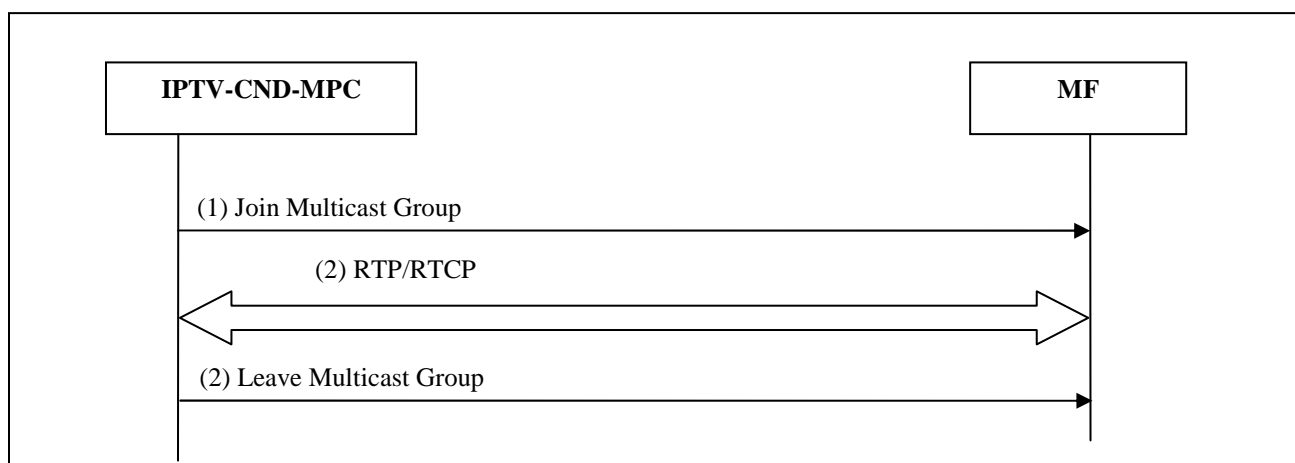 IPTV-CND-MPC
MF
(1) Join Multicast Group
(2) RTP/RTCP
(2) Leave Multicast Group